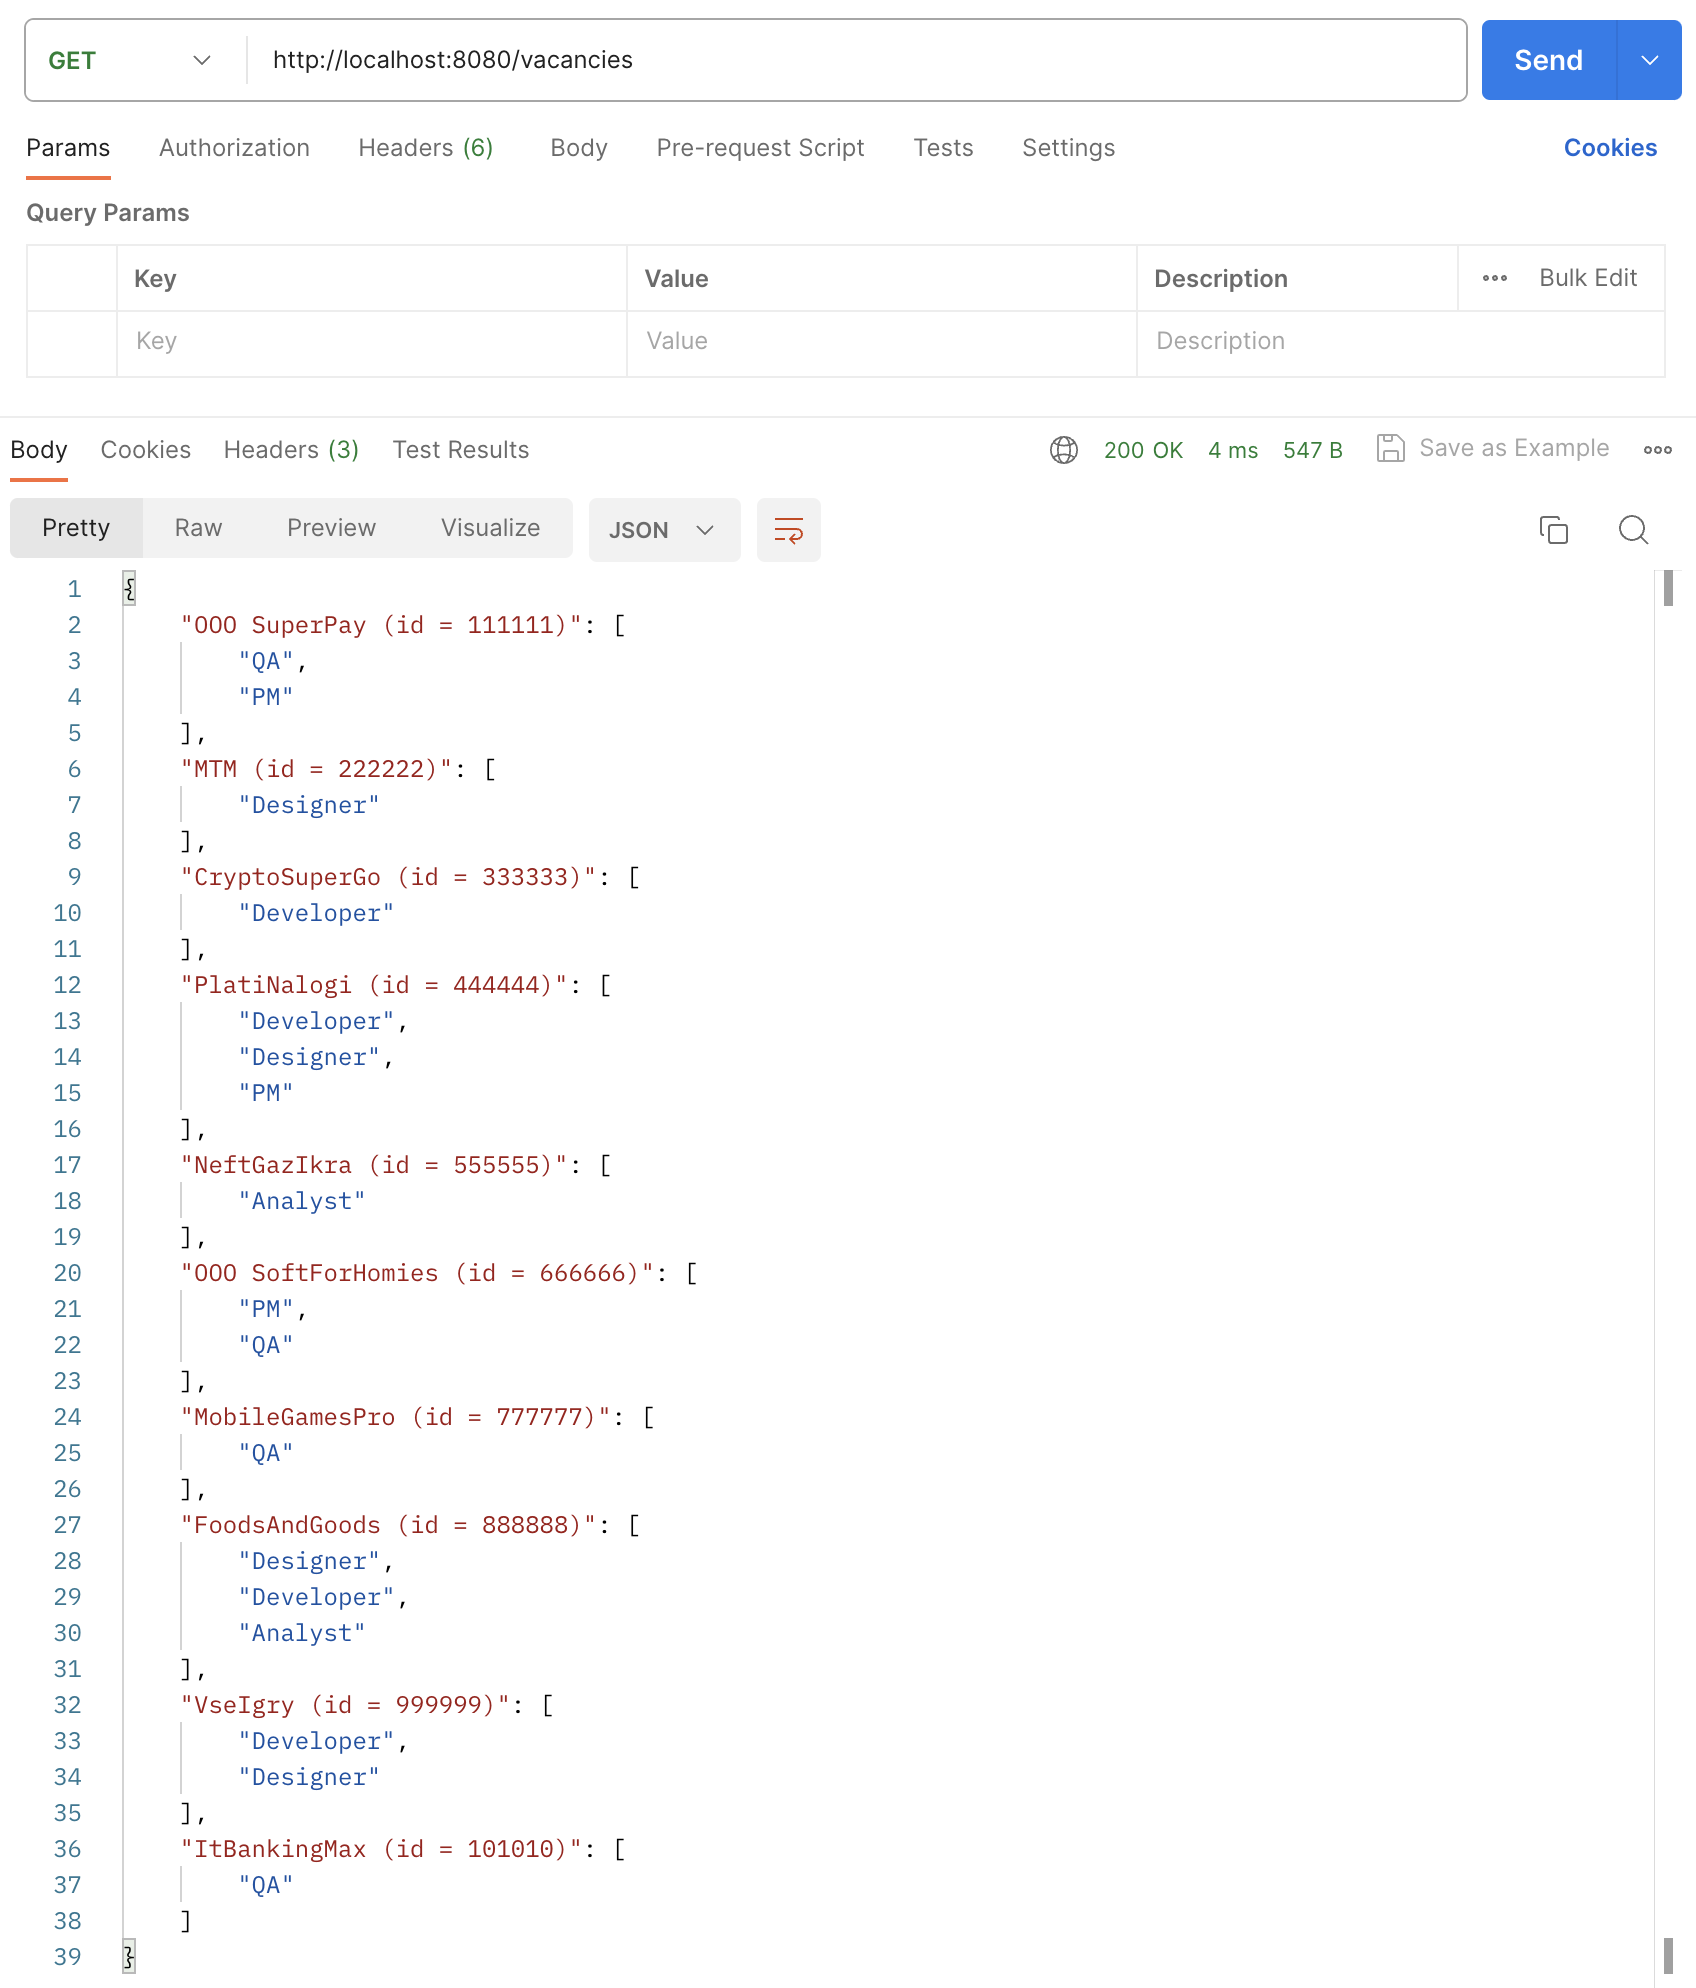 GET http://localhost:8080/vacancies Send
Params Authorization Headers (6) Body Pre-request Script Tests Settings Cookies
Query Params
Key Value Description Bulk Edit
Key Value Description
Body Cookies Headers (3) Test Results 200 OK 4 ms 547 B Save as Example
Pretty Raw Preview Visualize JSON
1 {
2 "OOO SuperPay (id = 111111)": [
3 "QA",
4 "PM"
5 ],
6 "MTM (id = 222222)": [
7 "Designer"
8 ],
9 "CryptoSuperGo (id = 333333)": [
10 "Developer"
11 ],
12 "PlatiNalogi (id = 444444)": [
13 "Developer",
14 "Designer",
15 "PM"
16 ],
17 "NeftGazIkra (id = 555555)": [
18 "Analyst"
19 ],
20 "OOO SoftForHomies (id = 666666)": [
21 "PM",
22 "QA"
23 ],
24 "MobileGamesPro (id = 777777)": [
25 "QA"
26 ],
27 "FoodsAndGoods (id = 888888)": [
28 "Designer",
29 "Developer",
30 "Analyst"
31 ],
32 "VseIgry (id = 999999)": [
33 "Developer",
34 "Designer"
35 ],
36 "ItBankingMax (id = 101010)": [
37 "QA"
38 ]
39 }